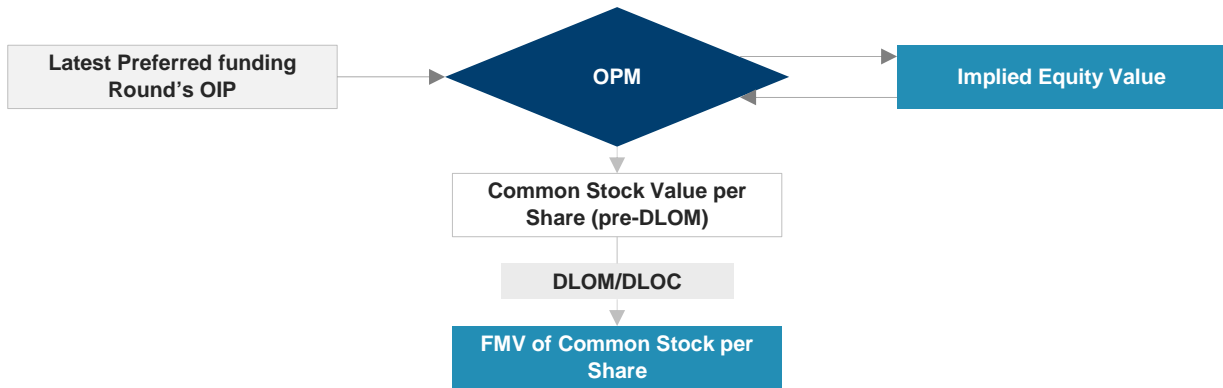 Latest Preferred funding
Round’s OIP
OPM
Implied Equity Value
Common Stock Value per
Share (pre-DLOM)
DLOM/DLOC
FMV of Common Stock per
Share